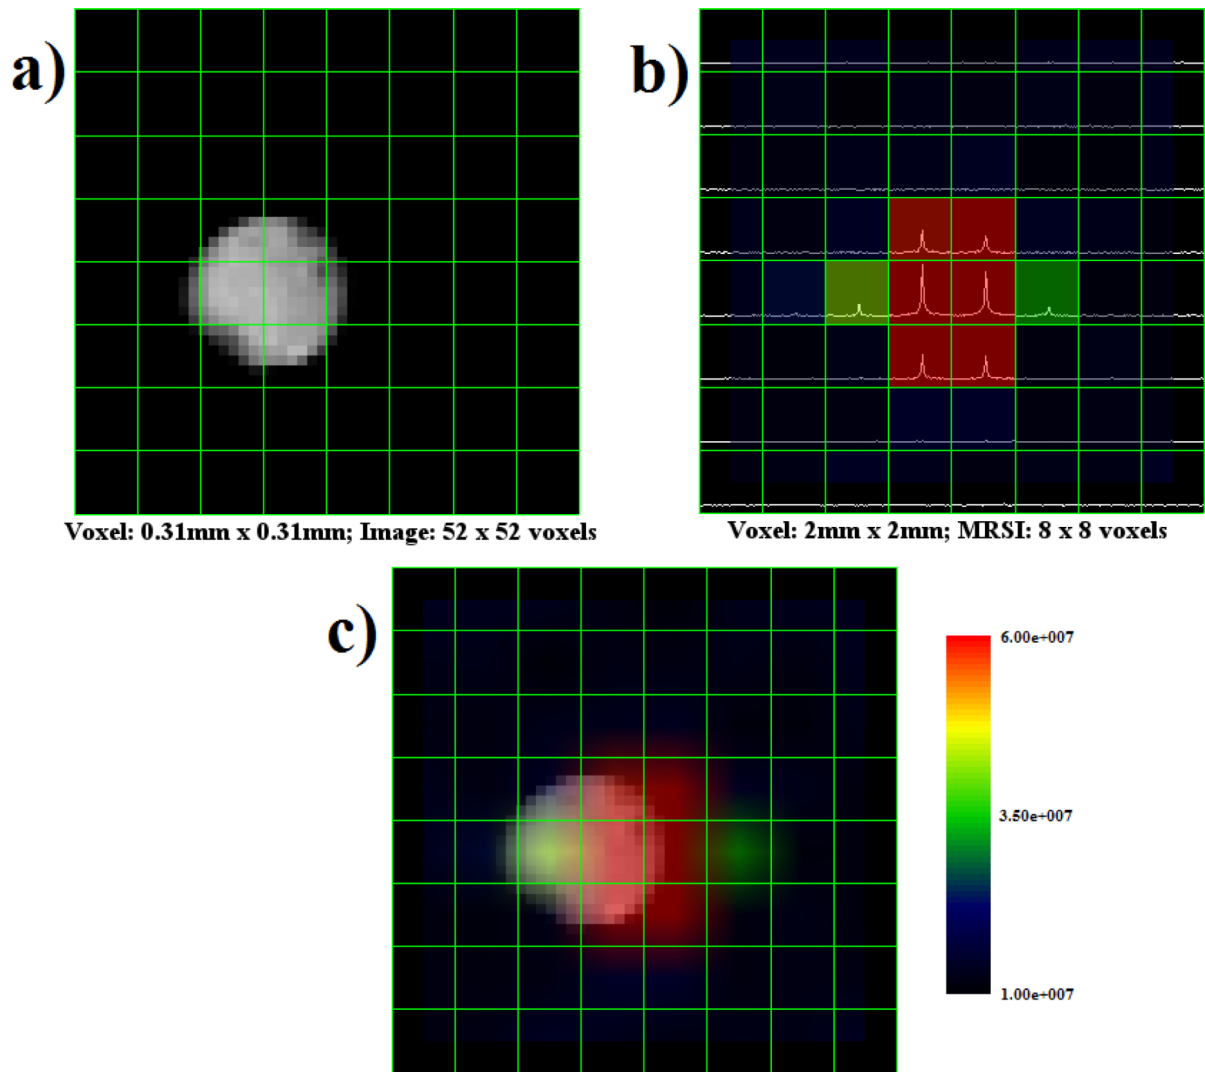 a)
b)
Voxel: 0.31mm x 0.31mm; Image: 52 x 52 voxels
Voxel: 2mm x 2mm; MRSI: 8 x 8 voxels
c)
6.00e+007
3.50e+007
1.00e+007